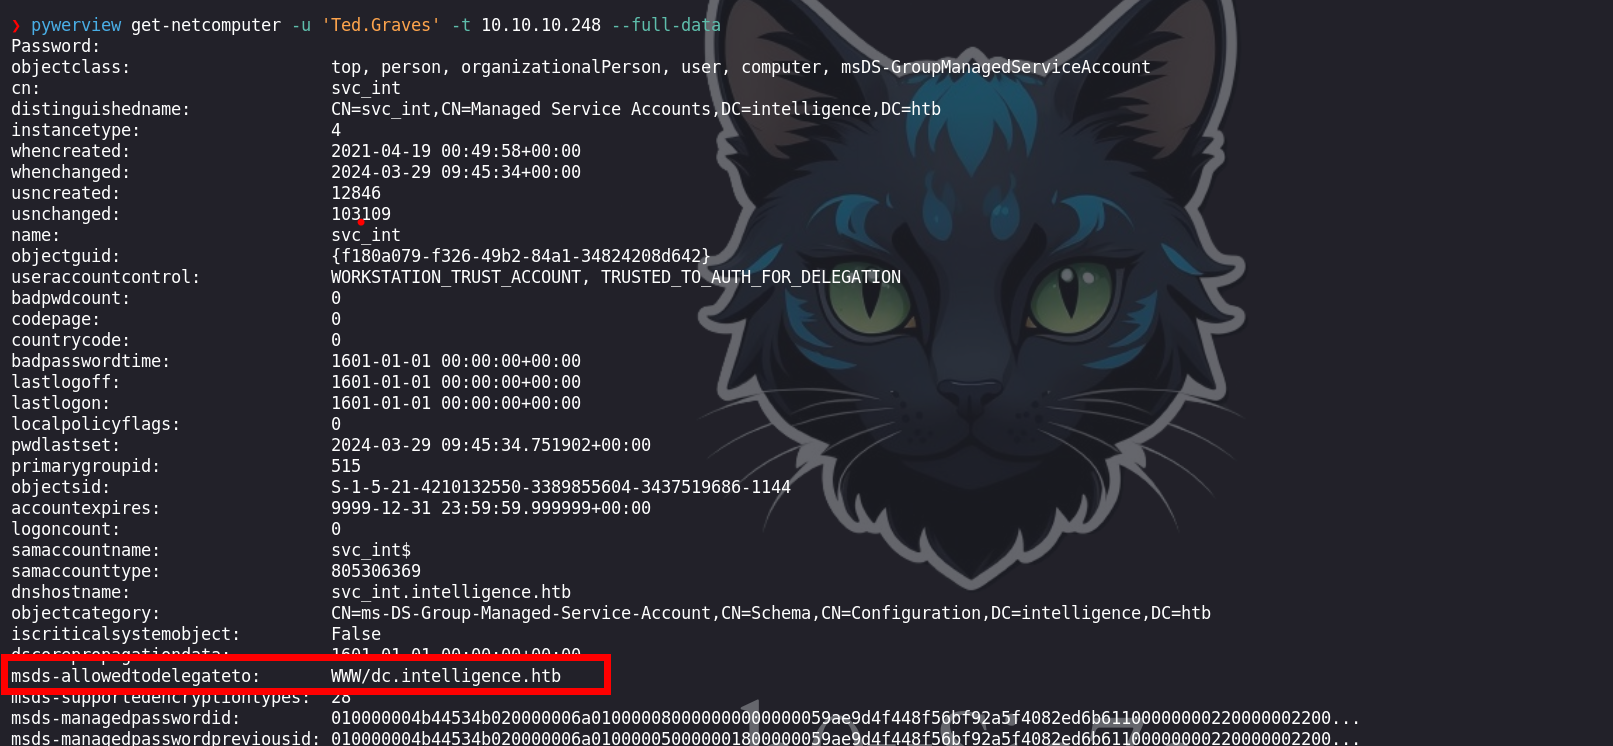 ❯ pywerview get-netcomputer -u 'Ted.Graves' -t 10.10.10.248 --full-data
Password:
objectclass: top, person, organizationalPerson, user, computer, msDS-GroupManagedServiceAccount
cn: svc_int
distinguishedname: CN=svc_int,CN=Managed Service Accounts,DC=intelligence,DC=htb
instancetype: 4
whencreated: 2021-04-19 00:49:58+00:00
whenchanged: 2024-03-29 09:45:34+00:00
usncreated: 12846
usnchanged: 103109
name: svc_int
objectguid: {f180a079-f326-49b2-84a1-34824208d642}
useraccountcontrol: WORKSTATION_TRUST_ACCOUNT, TRUSTED_TO_AUTH_FOR_DELEGATION
badpwdcount: 0
codepage: 0
countrycode: 0
badpasswordtime: 1601-01-01 00:00:00+00:00
lastlogoff: 1601-01-01 00:00:00+00:00
lastlogon: 1601-01-01 00:00:00+00:00
localpolicyflags: 0
pwdlastset: 2024-03-29 09:45:34.751902+00:00
primarygroupid: 515
objectsid: S-1-5-21-4210132550-3389855604-3437519686-1144
accountexpires: 9999-12-31 23:59:59.999999+00:00
logoncount: 0
samaccountname: svc_int$
samaccounttype: 805306369
dnshostname: svc_int.intelligence.htb
objectcategory: CN=ms-DS-Group-Managed-Service-Account,CN=Schema,CN=Configuration,DC=intelligence,DC=htb
iscriticalsystemobject: False
dscorepropagationdata: 1601-01-01 00:00:00+00:00
msds-allowedtodelegateto: WWW/dc.intelligence.htb
msds-supportedencryptiontypes: 28
msds-managedpasswordid: 010000004b44534b020000006a010000080000000000000059ae9d4f448f56bf92a5f4082ed6b61100000000220000002200...
msds-managedpasswordpreviousid: 010000004b44534b020000006a010000050000001800000059ae9d4f448f56bf92a5f4082ed6b61100000000220000002200...